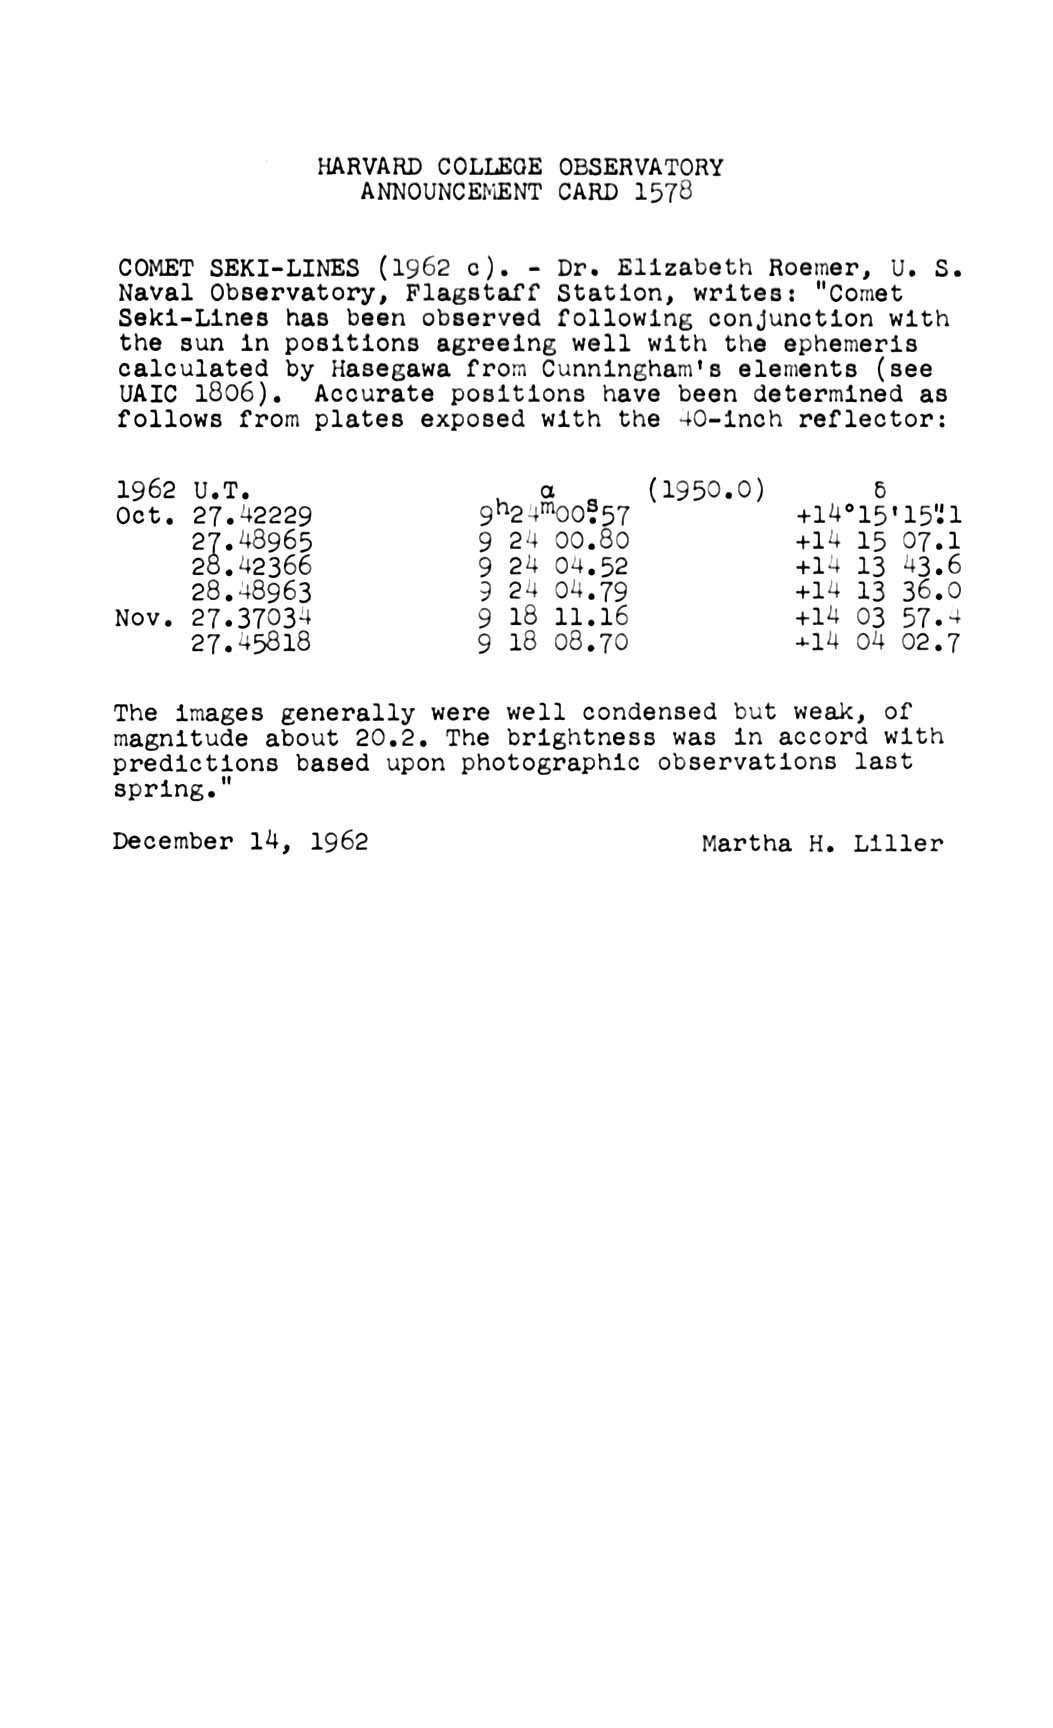 HARVARD COLLEGE OBSERVATORY
ANNOUNCEMENT CARD 1578
COMET SEKI-LINES (1962 c). - Dr. Elizabeth Roemer, U. S.
Naval Observatory, Flagstaff Station, writes: "Comet
Seki-Lines has been observed following conjunction with
the sun in positions agreeing well with the ephemeris
calculated by Hasegawa from Cunningham's elements (see
UAIC 1806). Accurate positions have been determined as
follows from plates exposed with the 40-inch reflector:
1962 U.T. α (1950.0) δ
Oct. 27.42229 9ʰ24ᵐ00ˢ.57 +14°15'15".1
27.48965 9 24 00.80 +14 15 07.1
28.42366 9 24 04.52 +14 13 43.6
28.48963 9 24 04.79 +14 13 36.0
Nov. 27.37034 9 18 11.16 +14 03 57.4
27.45818 9 18 08.70 +14 04 02.7
The images generally were well condensed but weak, of
magnitude about 20.2. The brightness was in accord with
predictions based upon photographic observations last
spring."
December 14, 1962 Martha H. Liller